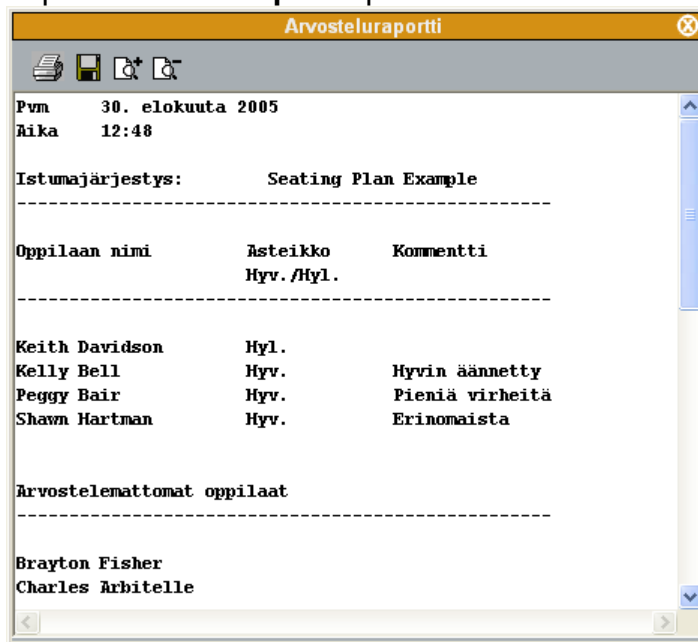 Arvosteluraportti
Pvm 30. elokuuta 2005
Aika 12:48
Istumajärjestys: Seating Plan Example
--------------------------------------------------
Oppilaan nimi Asteikko Kommentti
Hyv./Hyl.
--------------------------------------------------
Keith Davidson Hyl.
Kelly Bell Hyv. Hyvin äännetty
Peggy Bair Hyv. Pieniä virheitä
Shawn Hartman Hyv. Erinomaista
Arvostelemattomat oppilaat
--------------------------------------------------
Brayton Fisher
Charles Arbitelle